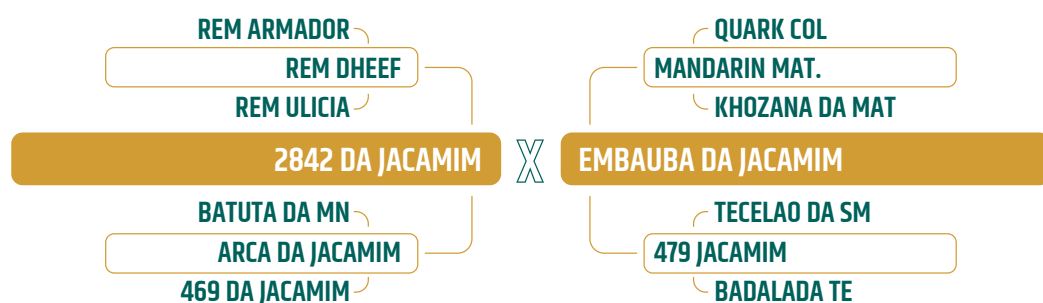 REM ARMADOR
REM DHEEF
REM ULICIA
2842 DA JACAMIM
BATUTA DA MN
ARCA DA JACAMIM
469 DA JACAMIM
X
QUARK COL
MANDARIN MAT.
KHOZANA DA MAT
EMBAUBA DA JACAMIM
TECELAO DA SM
479 JACAMIM
BADALADA TE